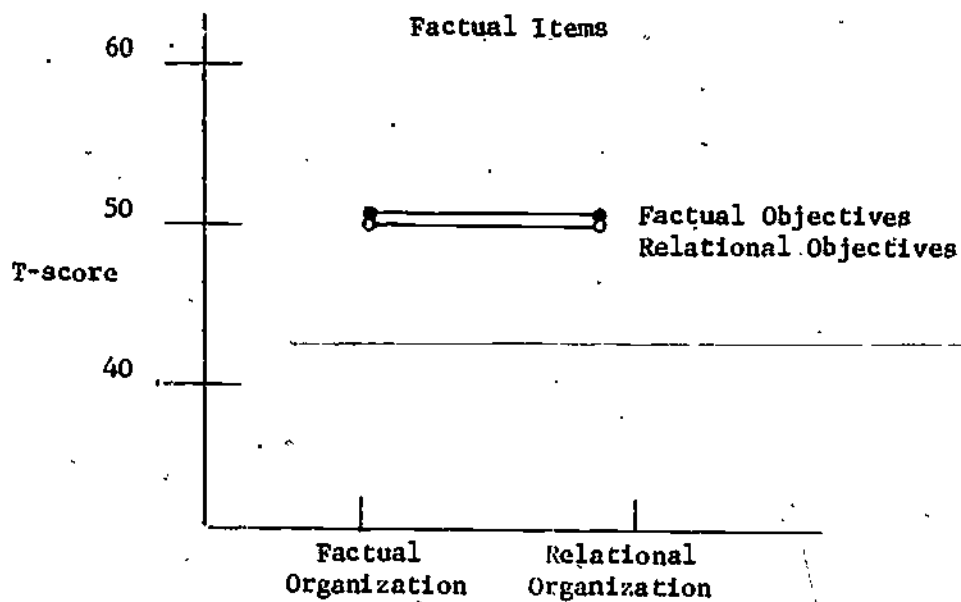 Factual Items
60
50
T-score
40
Factual Objectives
Relational Objectives
Factual
Organization
Relational
Organization